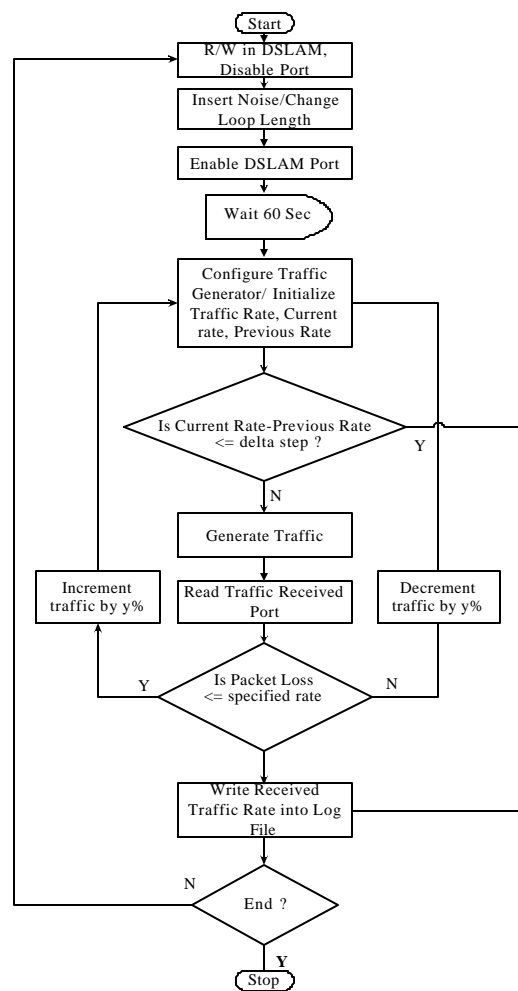 Start
R/W in DSLAM,
Disable Port
Insert Noise/Change
Loop Length
Enable DSLAM Port
Wait 60 Sec
Configure Traffic
Generator/ Initialize
Traffic Rate, Current
rate, Previous Rate
Is Current Rate-Previous Rate
<= delta step ?
Y
N
Generate Traffic
Increment
traffic by y%
Read Traffic Received
Port
Decrement
traffic by y%
Y
Is Packet Loss
<= specified rate
N
Write Received
Traffic Rate into Log
File
N
End ?
Y
Stop